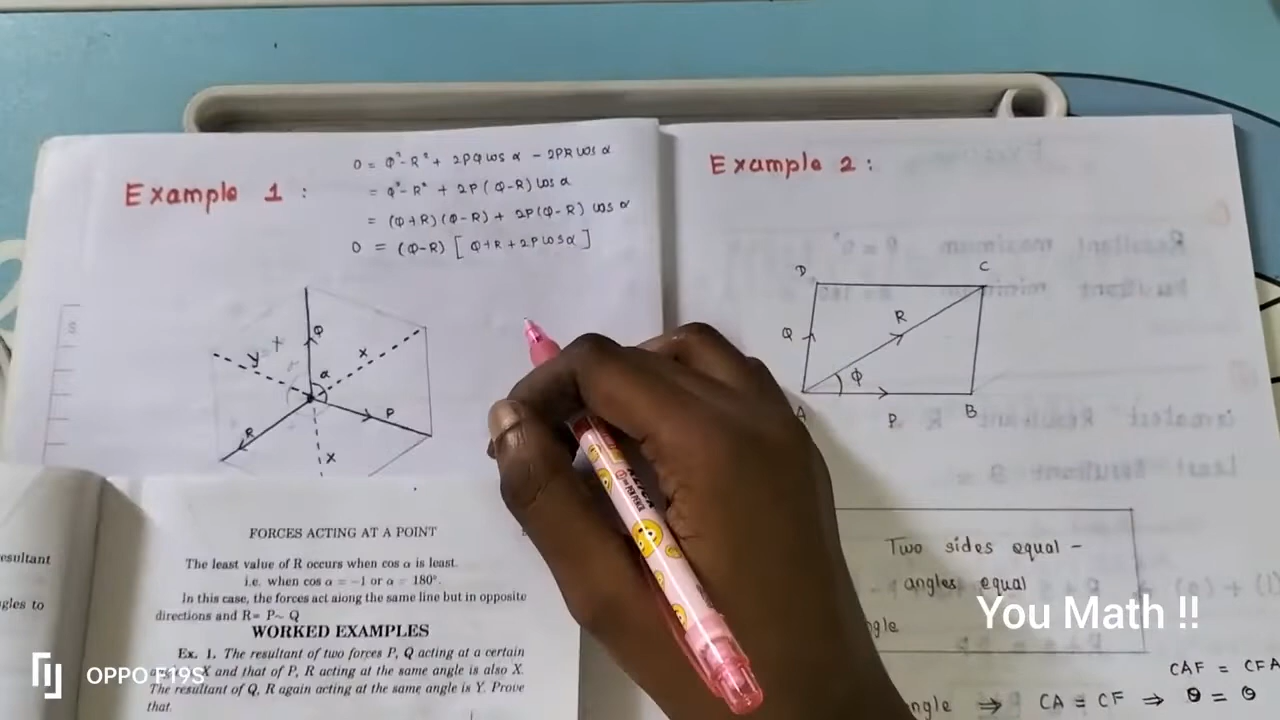 Example 1 :
0 = Q² - R² + 2PQ cos α - 2PR cos α
= Q² - R² + 2P (Q-R) cos α
= (Q+R) (Q-R) + 2P(Q-R) cos α
0 = (Q-R) [ Q+R + 2P cos α ]
Q
x
y
α
P
R
x
Example 2 :
D
C
Q
R
φ
A
P
B
FORCES ACTING AT A POINT
The least value of R occurs when cos α is least.
i.e. when cos α = -1 or α = 180°.
In this case, the forces act along the same line but in opposite
directions and R= P~ Q
WORKED EXAMPLES
Ex. 1. The resultant of two forces P, Q acting at a certain
X and that of P, R acting at the same angle is also X.
The resultant of Q, R again acting at the same angle is Y. Prove
that.
esultant
gles to
Two sides equal -
angles equal
You Math !!
CAF = CFA
CA = CF ⇒ θ = θ
OPPO F19S